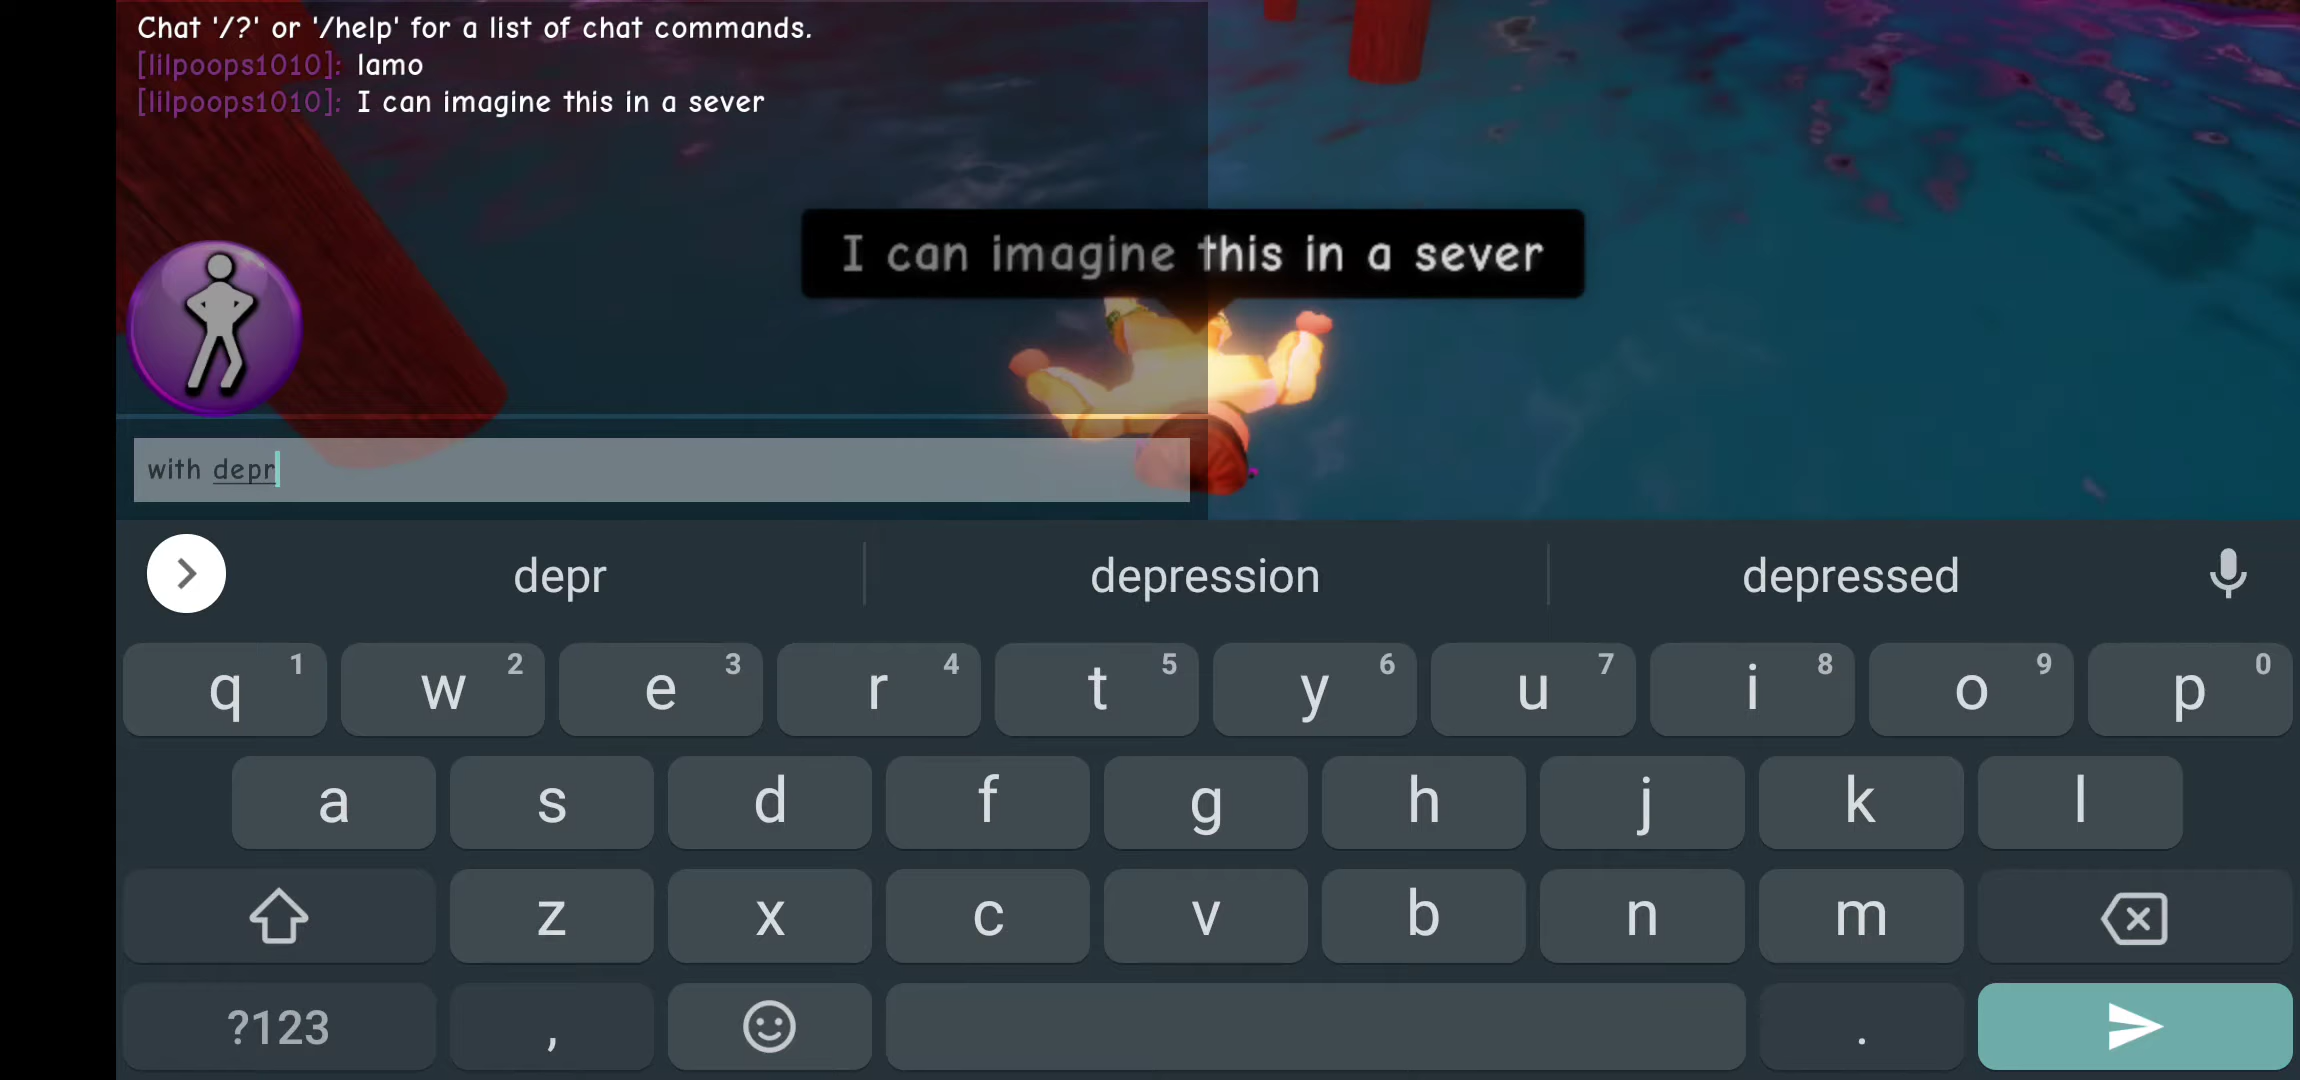 Chat '/?' or '/help' for a list of chat commands.
[lilpoops1010]: lamo
[lilpoops1010]: I can imagine this in a sever
I can imagine this in a sever
with depr
depr depression depressed
q 1 w 2 e 3 r 4 t 5 y 6 u 7 i 8 o 9 p 0
a s d f g h j k l
z x c v b n m
?123 , .